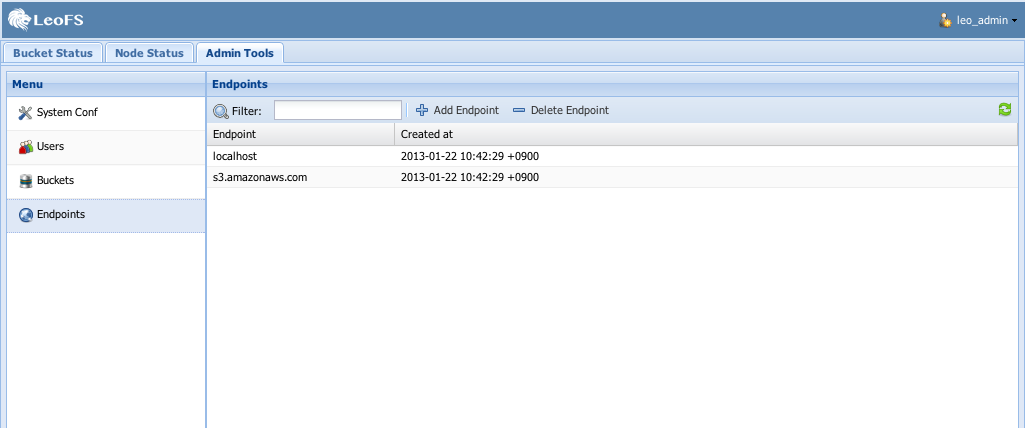 LeoFS
leo_admin
Bucket Status Node Status Admin Tools
Menu
System Conf
Users
Buckets
Endpoints
Endpoints
Filter: Add Endpoint Delete Endpoint
Endpoint Created at
localhost 2013-01-22 10:42:29 +0900
s3.amazonaws.com 2013-01-22 10:42:29 +0900